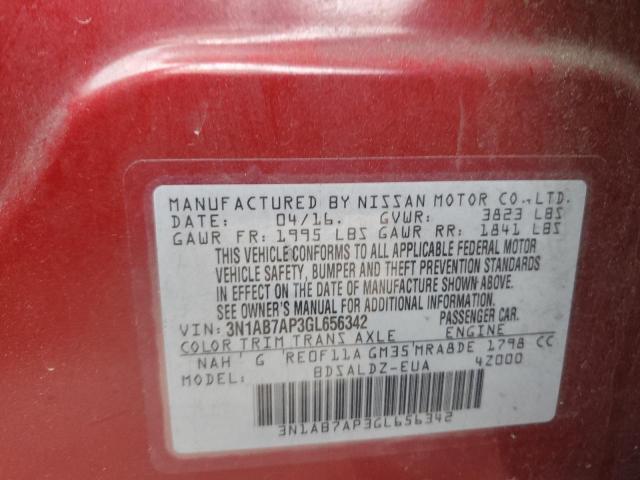 MANUFACTURED BY NISSAN MOTOR CO.,LTD.
DATE: 04/16. GVWR: 3823 LBS
GAWR FR: 1995 LBS GAWR RR: 1841 LBS
THIS VEHICLE CONFORMS TO ALL APPLICABLE FEDERAL MOTOR
VEHICLE SAFETY, BUMPER AND THEFT PREVENTION STANDARDS
IN EFFECT ON THE DATE OF MANUFACTURE SHOWN ABOVE.
SEE OWNER'S MANUAL FOR ADDITIONAL INFORMATION.
VIN: 3N1AB7AP3GL656342 PASSENGER CAR.
COLOR TRIM TRANS AXLE ENGINE
NAH G RE0F11A GM35 MRA8DE 1798 CC
MODEL: BDSALDZ-EUA 4Z000
3N1AB7AP3GL656342